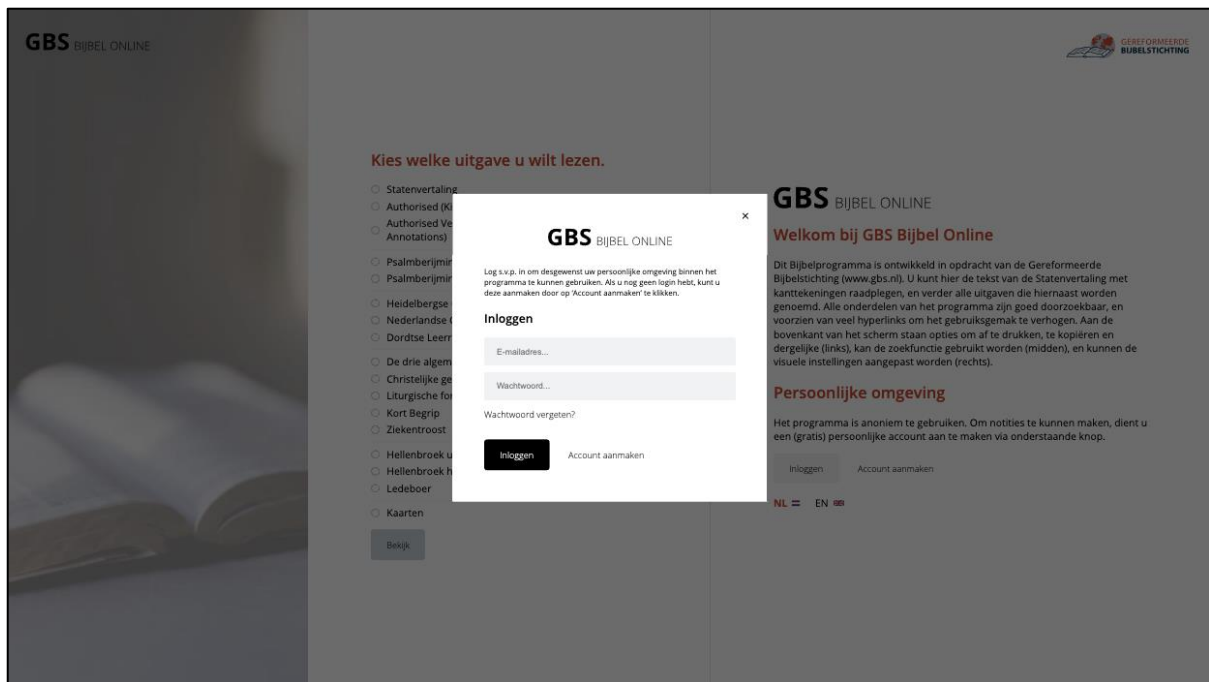 GBS BIJBEL ONLINE
GEREFORMEERDE
BIJBELSTICHTING
Kies welke uitgave u wilt lezen.
Statenvertaling
Authorised
Authorised
Annotations)
Heidelbergse
Nederlandse
De drie
Christelijke
Liturgische
Kort Begrip
Ziekentroost
Hellenbroek
Hellenbroek
Ledeboer
Kaarten
Bekijk
×
GBS BIJBEL ONLINE
Log s.v.p. in om desgewenst uw persoonlijke omgeving binnen het
programma te kunnen gebruiken. Als u nog geen login hebt, kunt u
deze aanmaken door op 'Account aanmaken' te klikken.
Inloggen
E-mailadres...
Wachtwoord...
Wachtwoord vergeten?
Inloggen Account aanmaken
GBS BIJBEL ONLINE
Welkom bij GBS Bijbel Online
Dit Bijbelprogramma is ontwikkeld in opdracht van de Gereformeerde
Bijbelstichting (www.gbs.nl). U kunt hier de tekst van de Statenvertaling met
kanttekeningen raadplegen, en verder alle uitgaven die hiernaast worden
genoemd. Alle onderdelen van het programma zijn goed doorzoekbaar, en
voorzien van veel hyperlinks om het gebruiksgemak te verhogen. Aan de
bovenkant van het scherm staan opties om af te drukken, te kopiëren en
dergelijke (links), kan de zoekfunctie gebruikt worden (midden), en kunnen de
visuele instellingen aangepast worden (rechts).
Persoonlijke omgeving
Het programma is anoniem te gebruiken. Om notities te kunnen maken, dient u
een (gratis) persoonlijke account aan te maken via onderstaande knop.
Inloggen Account aanmaken
NL EN